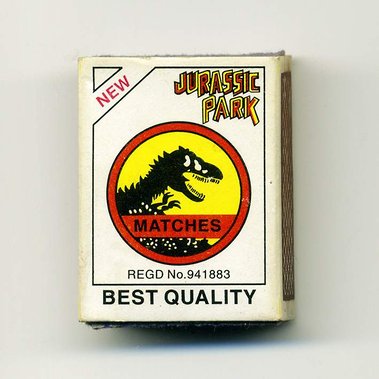 NEW
JURASSIC
PARK
MATCHES
REGD No.941883
BEST QUALITY